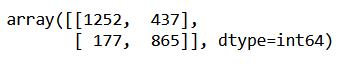 array([[1252,  437],
       [ 177,  865]], dtype=int64)